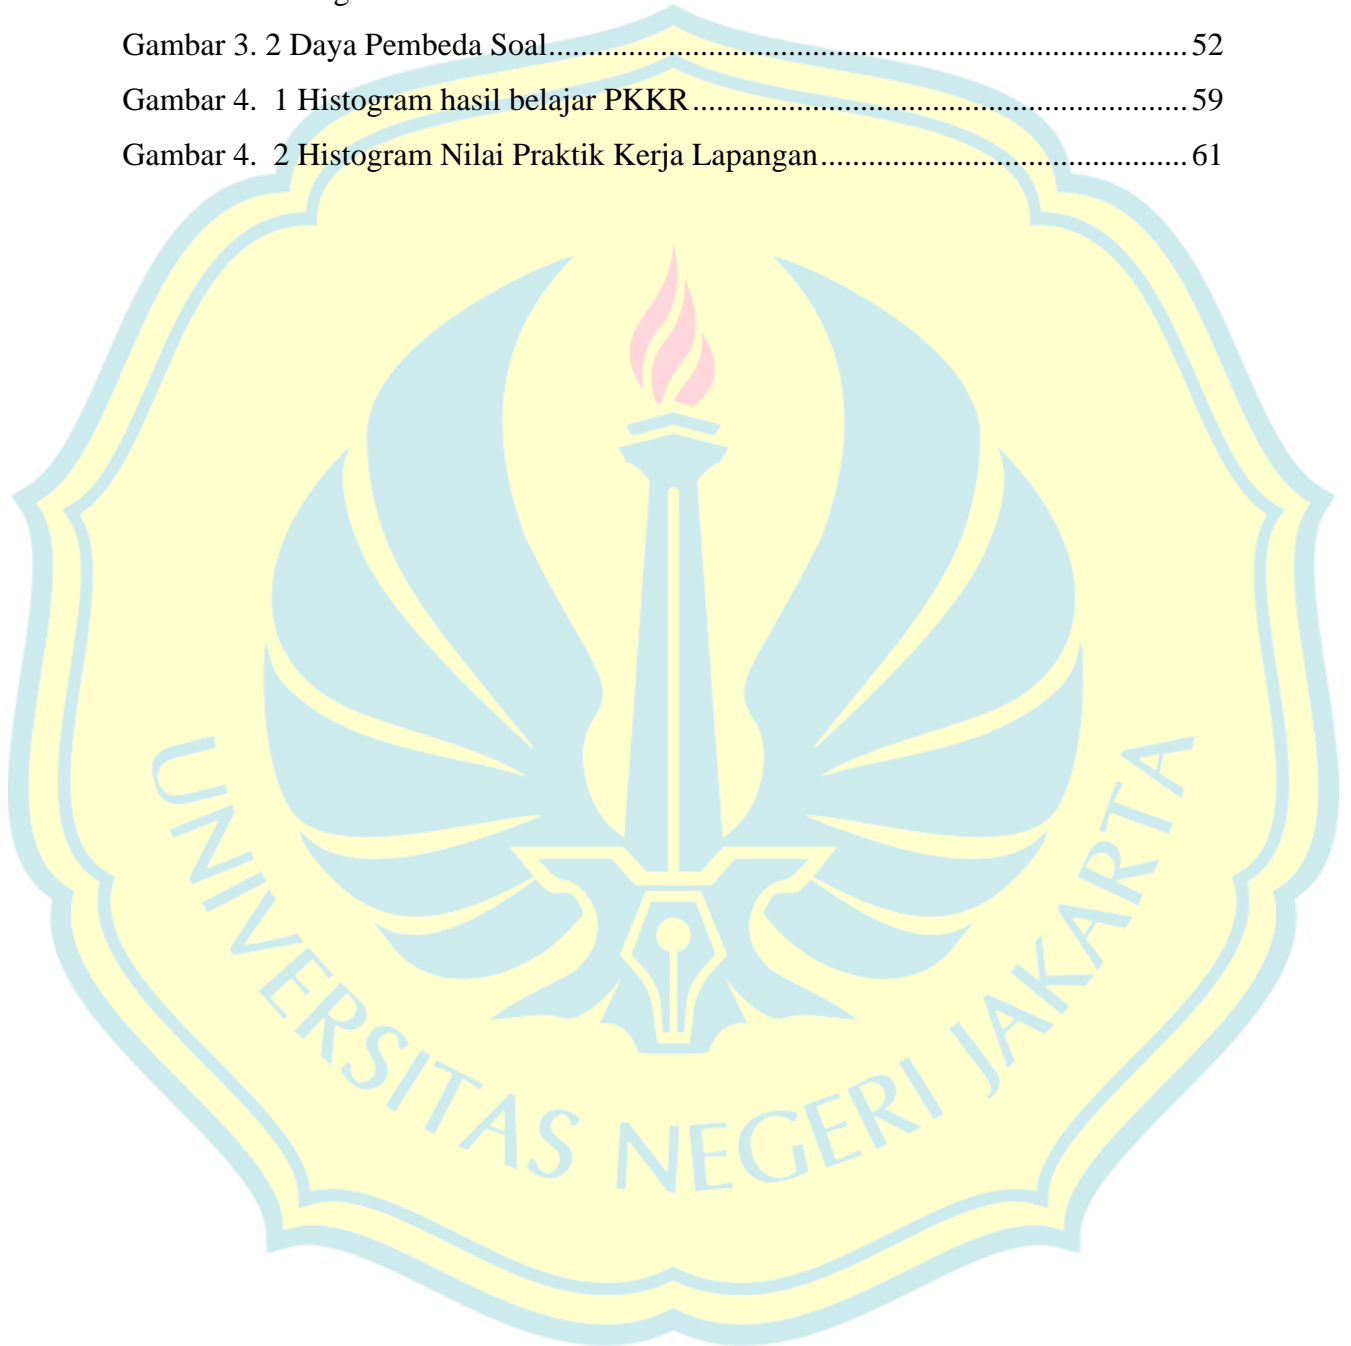 Gambar 3. 2 Daya Pembeda Soal.................................................................................. 52
Gambar 4.  1 Histogram hasil belajar PKKR.............................................................. 59
Gambar 4.  2 Histogram Nilai Praktik Kerja Lapangan.............................................. 61
UNIVERSITAS NEGERI JAKARTA